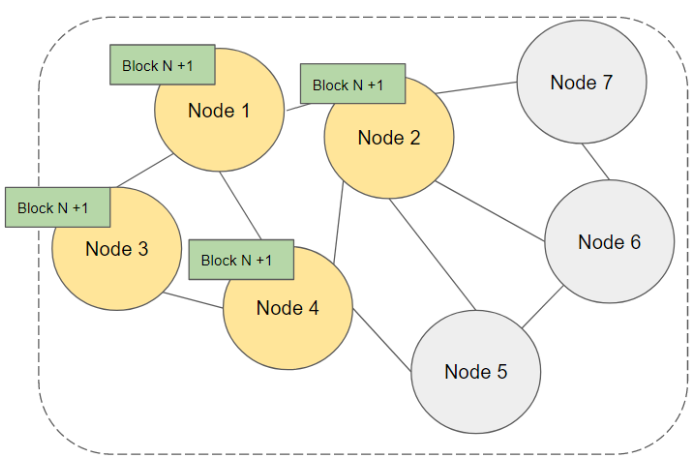 Block N +1
Node 1
Block N +1
Node 2
Node 7
Block N +1
Node 3
Block N +1
Node 4
Node 6
Node 5